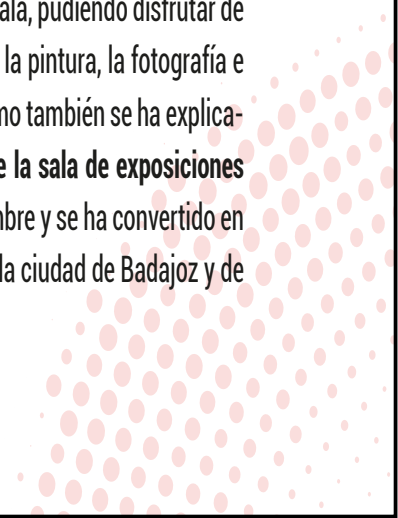 sala, pudiendo disfrutar de
la pintura, la fotografía e
mo también se ha explica-
e la sala de exposiciones
mbre y se ha convertido en
la ciudad de Badajoz y de